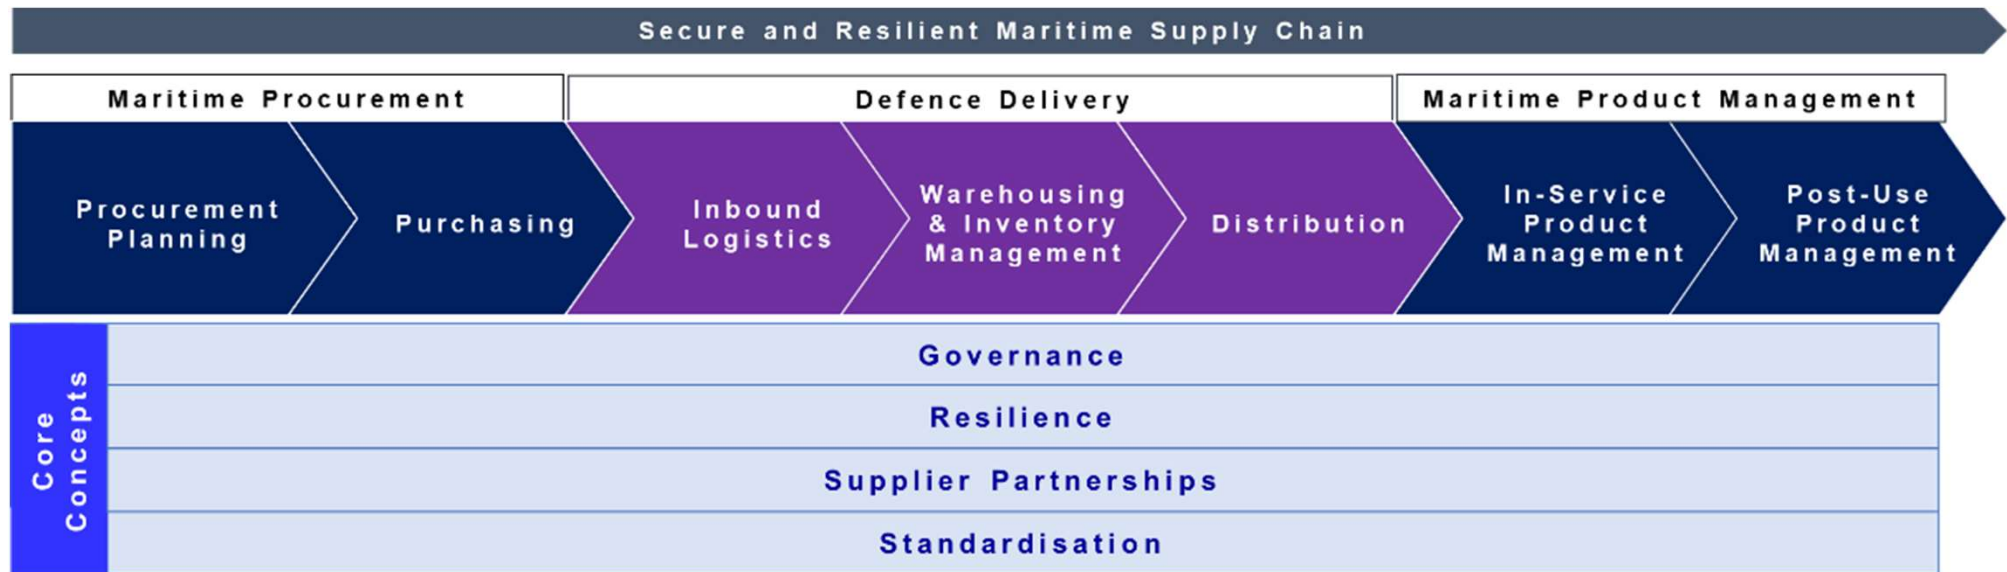 Secure and Resilient Maritime Supply Chain
Maritime Procurement
Defence Delivery
Maritime Product Management
Procurement
Planning
Purchasing
Inbound
Logistics
Warehousing
& Inventory
Management
Distribution
In-Service
Product
Management
Post-Use
Product
Management
Core
Concepts
Governance
Resilience
Supplier Partnerships
Standardisation